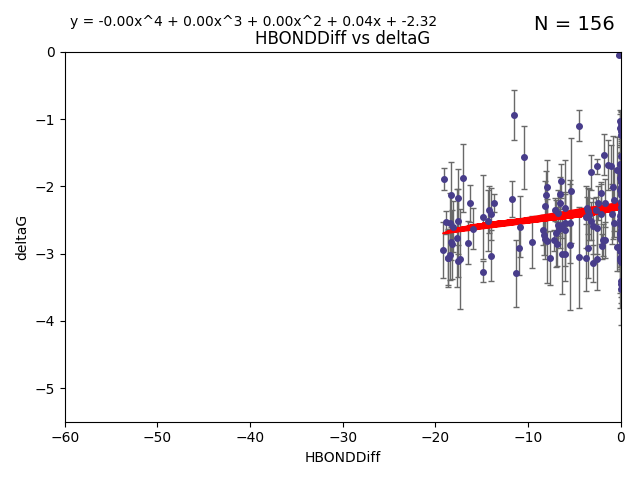 y = -0.00x^4 + 0.00x^3 + 0.00x^2 + 0.04x + -2.32
N = 156
HBONDDiff vs deltaG
0
−1
−2
−3
−4
−5
deltaG
−60 −50 −40 −30 −20 −10 0
HBONDDiff